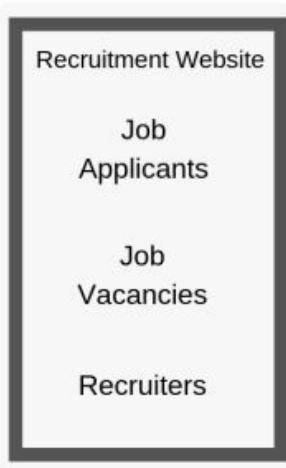 Recruitment Website
Job
Applicants
Job
Vacancies
Recruiters